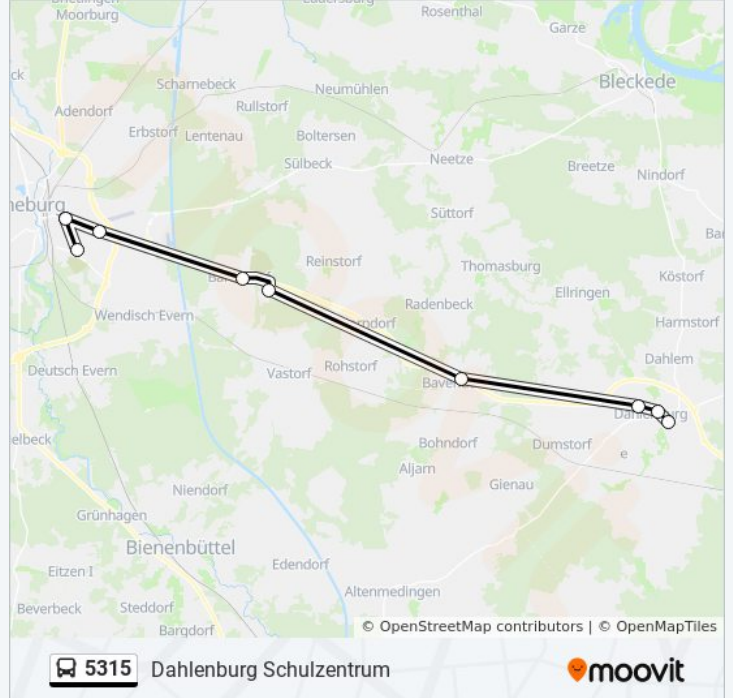 Moorburg
Rosenthal
Garze
Scharnebeck
Neumühlen
Bleckede
Rullstorf
Adendorf
Erbstorf
Lentenau
Boltersen
Sülbeck
Neetze
Breetze
Nindorf
neburg
Süttorf
Reinstorf
Thomasburg
Köstorf
Ellringen
Radenbeck
Wendisch Evern
Harmstorf
Dahlem
Rohstorf
Vastorf
Deutsch Evern
elbeck
Bohndorf
Dumstorf
e
Aljarn
Gienau
Niendorf
Grünhagen
Bienenbüttel
Edendorf
Eitzen I
Altenmedingen
Beverbeck
Steddorf
Bargdorf
© OpenStreetMap contributors | © OpenMapTiles
5315 Dahlenburg Schulzentrum
moovit